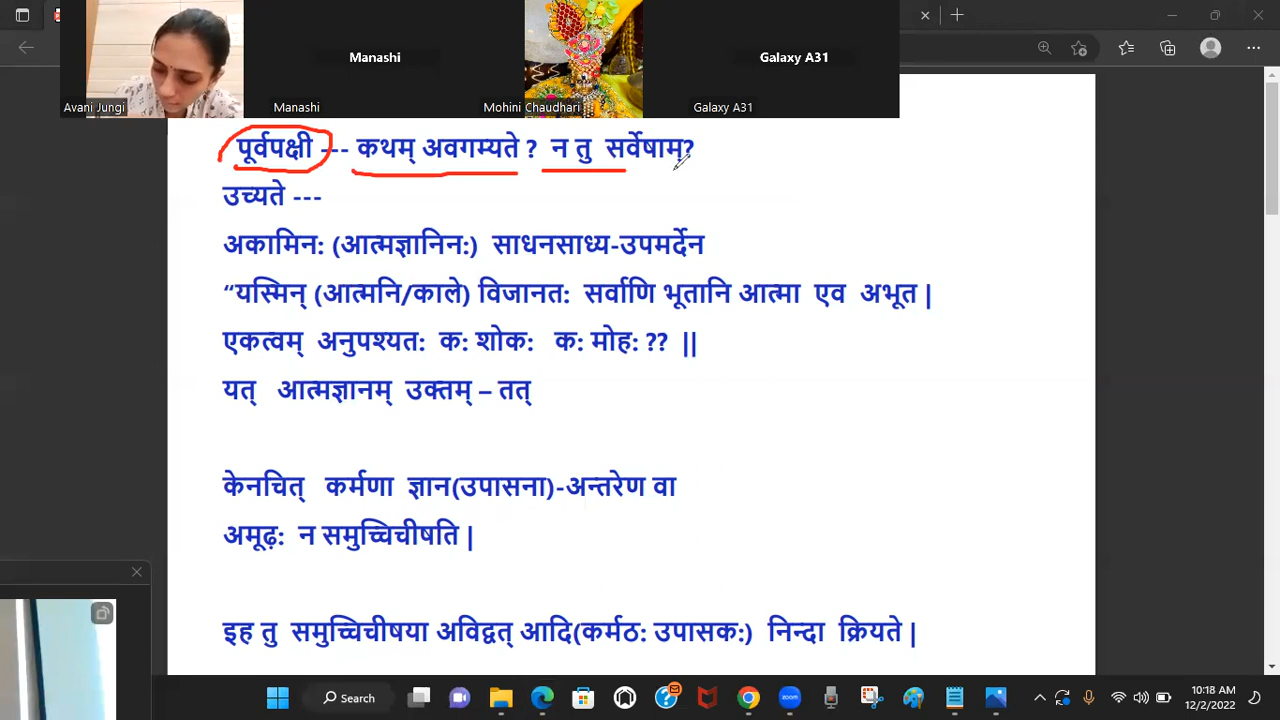 Manashi
Galaxy A31
Avani Jungi
Manashi
Mohini Chaudhari
Galaxy A31
पूर्वपक्षी --- कथम् अवगम्यते ? न तु सर्वेषाम्?
उच्यते ---
अकामिन: (आत्मज्ञानिन:) साधनसाध्य-उपमर्देन
“यस्मिन् (आत्मनि/काले) विजानत: सर्वाणि भूतानि आत्मा एव अभूत |
एकत्वम् अनुपश्यत: क: शोक: क: मोह: ?? ||
यत् आत्मज्ञानम् उक्तम् – तत्
केनचित् कर्मणा ज्ञान(उपासना)-अन्तरेण वा
अमूढ़: न समुच्चिचीषति |
इह तु समुच्चिचीषया अविद्वत् आदि(कर्मठ: उपासक:) निन्दा क्रियते |
Search
zoom
10:18 AM
12/2/2022